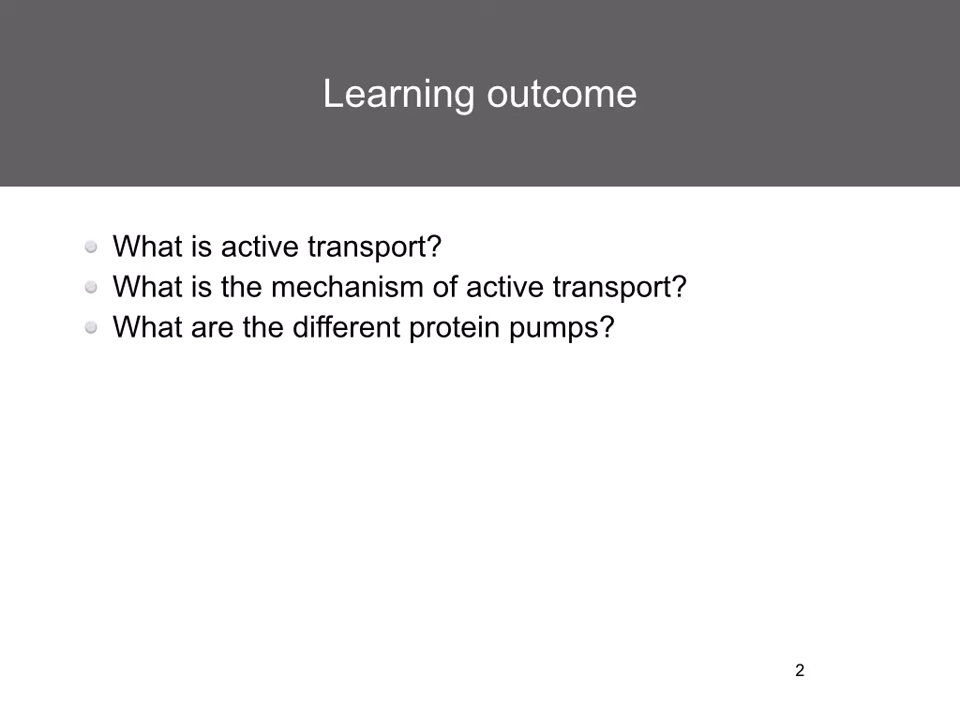 Learning outcome
What is active transport?
What is the mechanism of active transport?
What are the different protein pumps?
2